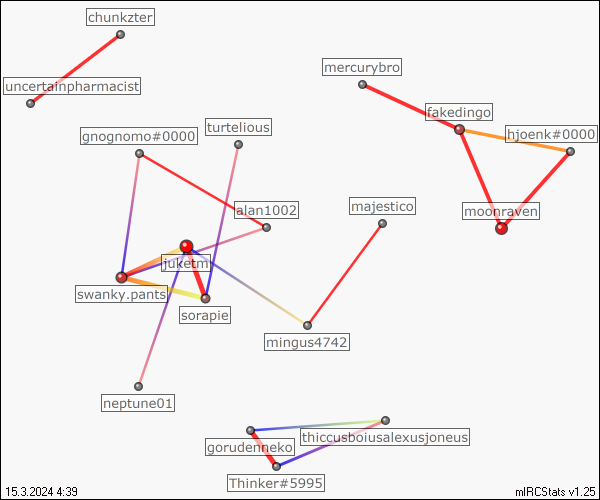 chunkzter
mercurybro
uncertainpharmacist
fakedingo
turtelious
gnognomo#0000
hjoenk#0000
alan1002
majestico
moonraven
juketmj
swanky.pants
sorapie
mingus4742
neptune01
thiccusboiusalexusjoneus
gorudenneko
Thinker#5995
15.3.2024 4:39
mIRCStats v1.25